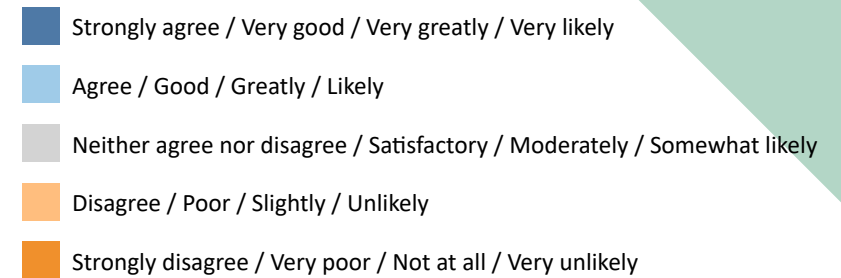 Strongly agree / Very good / Very greatly / Very likely
Agree / Good / Greatly / Likely
Neither agree nor disagree / Satisfactory / Moderately / Somewhat likely
Disagree / Poor / Slightly / Unlikely
Strongly disagree / Very poor / Not at all / Very unlikely